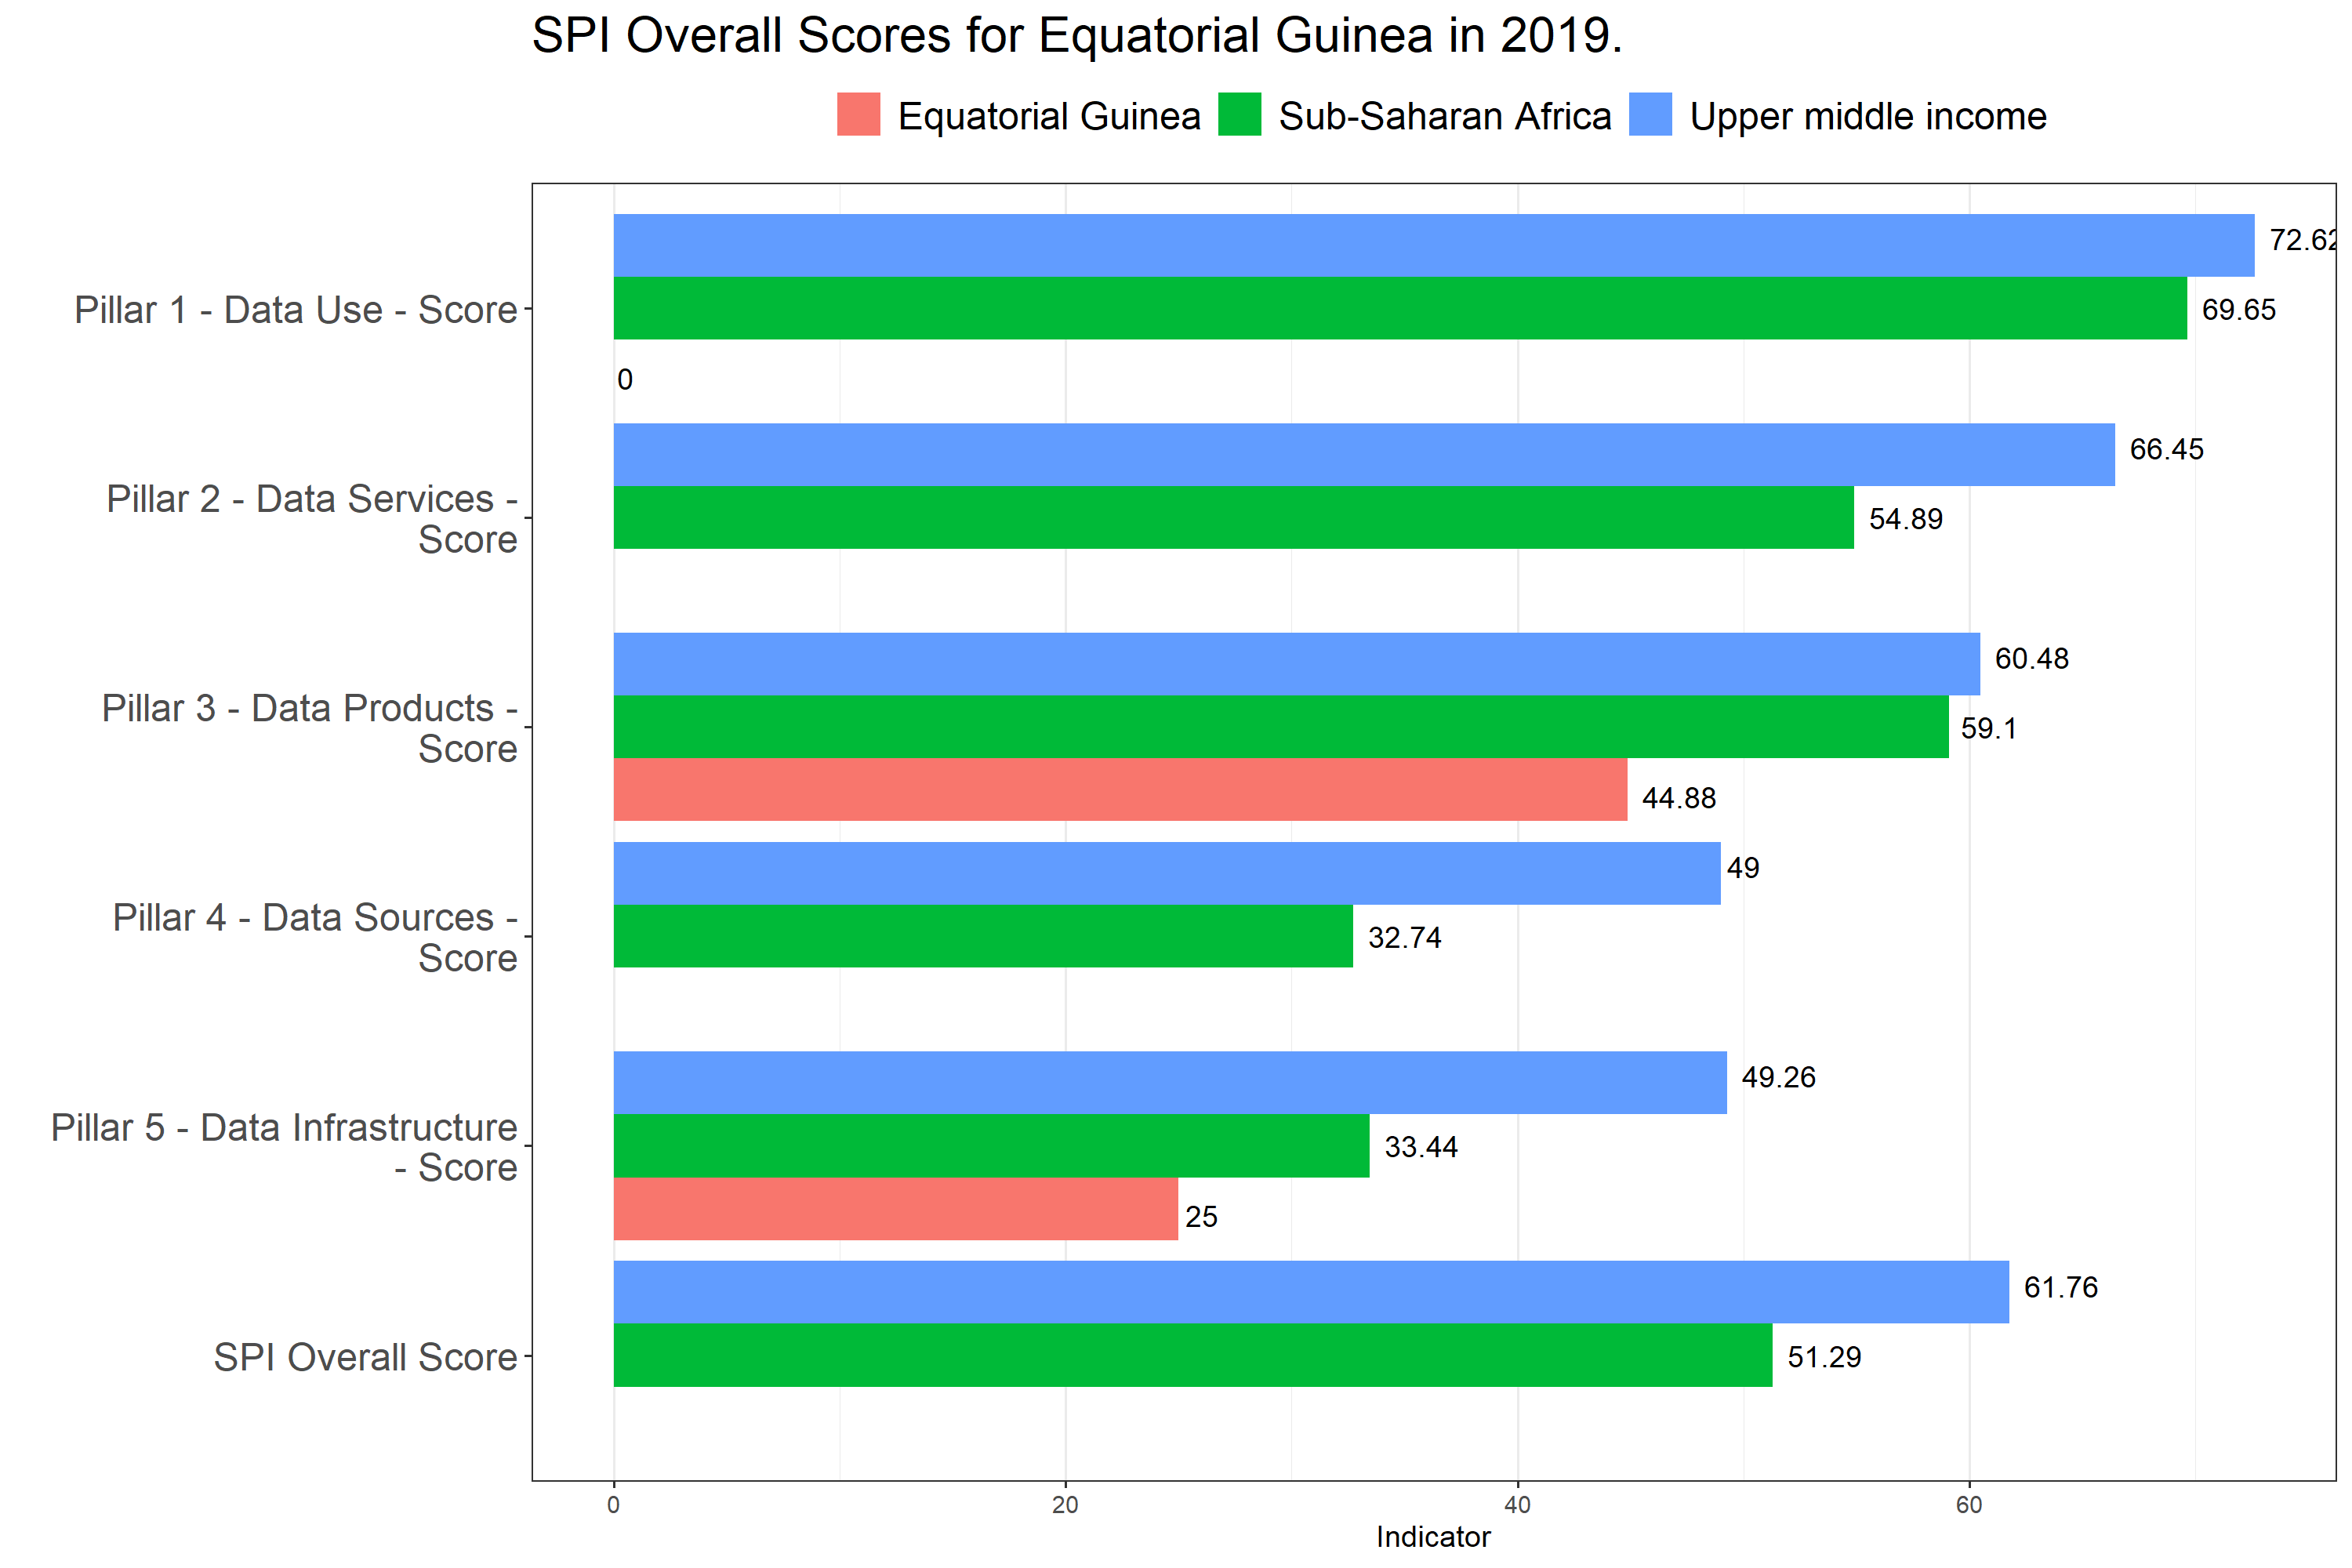 SPI Overall Scores for Equatorial Guinea in 2019.
Equatorial Guinea Sub-Saharan Africa Upper middle income
72.62
Pillar 1 - Data Use - Score
69.65
0
66.45
Pillar 2 - Data Services -
Score
54.89
60.48
Pillar 3 - Data Products -
Score
59.1
44.88
49
Pillar 4 - Data Sources -
Score
32.74
49.26
Pillar 5 - Data Infrastructure
- Score
33.44
25
61.76
SPI Overall Score
51.29
0 20 40 60
Indicator